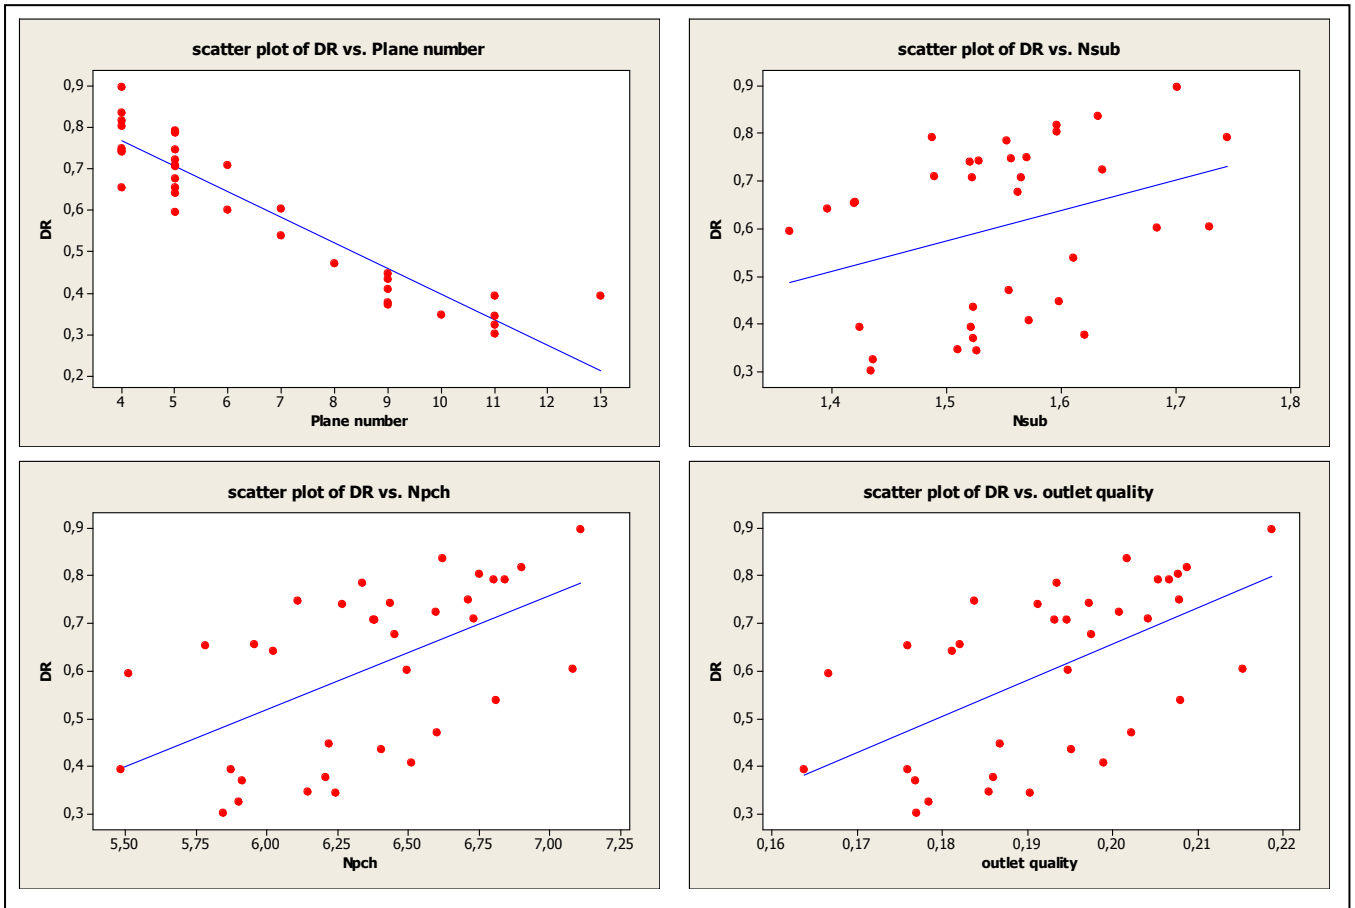 scatter plot of DR vs. Plane number
0,9
0,8
0,7
0,6
0,5
0,4
0,3
0,2
DR
4 5 6 7 8 9 10 11 12 13
Plane number
scatter plot of DR vs. Nsub
0,9
0,8
0,7
0,6
0,5
0,4
0,3
DR
1,4 1,5 1,6 1,7 1,8
Nsub
scatter plot of DR vs. Npch
0,9
0,8
0,7
0,6
0,5
0,4
0,3
DR
5,50 5,75 6,00 6,25 6,50 6,75 7,00 7,25
Npch
scatter plot of DR vs. outlet quality
0,9
0,8
0,7
0,6
0,5
0,4
0,3
DR
0,16 0,17 0,18 0,19 0,20 0,21 0,22
outlet quality